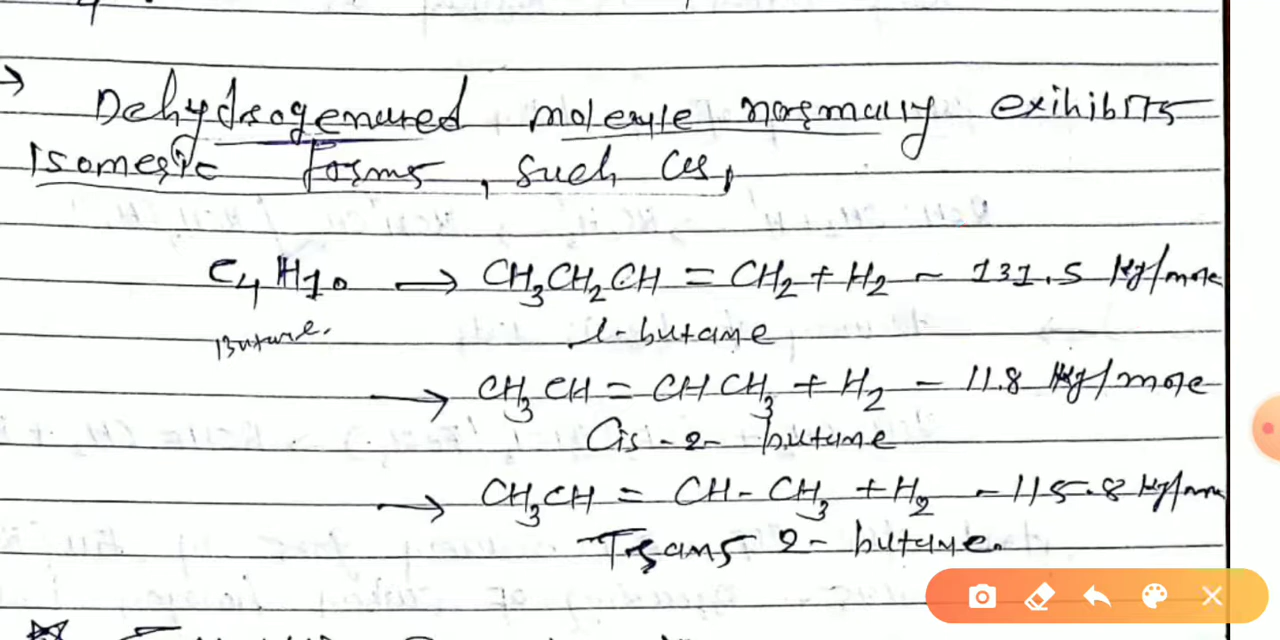 → Dehydrogenated molecule normally exihibits
Isomeric forms, such as,
C4H10 → CH3CH2CH = CH2 + H2 - 131.5 kJ/mole
Butane. 1-butane
→ CH3CH = CHCH3 + H2 - 11.8 kJ/mole
Cis-2-butane
→ CH3CH = CH-CH3 + H2 - 115.8 kJ/mo
Trans 2-butane.